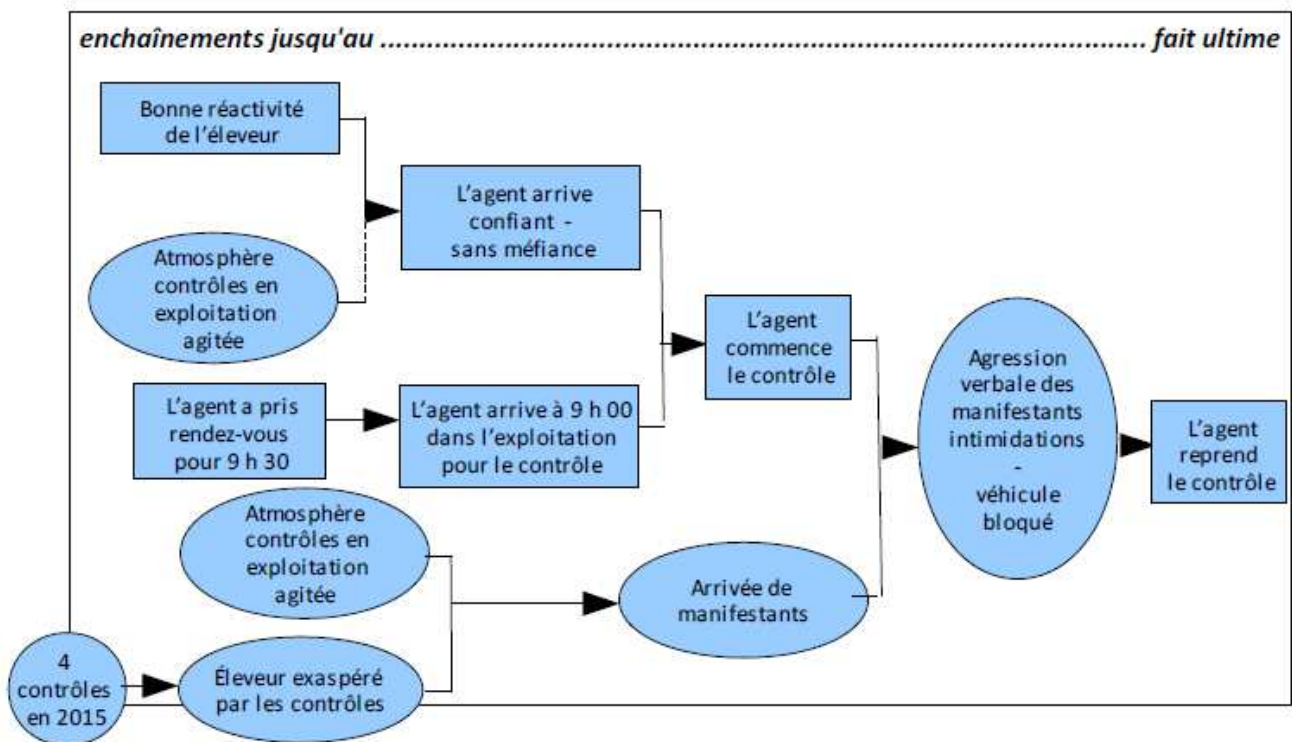 enchaînements jusqu'au ................................................................................................................ fait ultime
Bonne réactivité
de l'éleveur
L'agent arrive
confiant -
sans méfiance
Atmosphère
contrôles en
exploitation
agitée
L'agent
commence
le contrôle
Agression
verbale des
manifestants
intimidations
-
véhicule
bloqué
L'agent a pris
rendez-vous
pour 9 h 30
L'agent arrive à 9 h 00
dans l'exploitation
pour le contrôle
L'agent
reprend
le contrôle
Atmosphère
contrôles en
exploitation
agitée
Arrivée de
manifestants
4
contrôles
en 2015
Éleveur exaspéré
par les contrôles